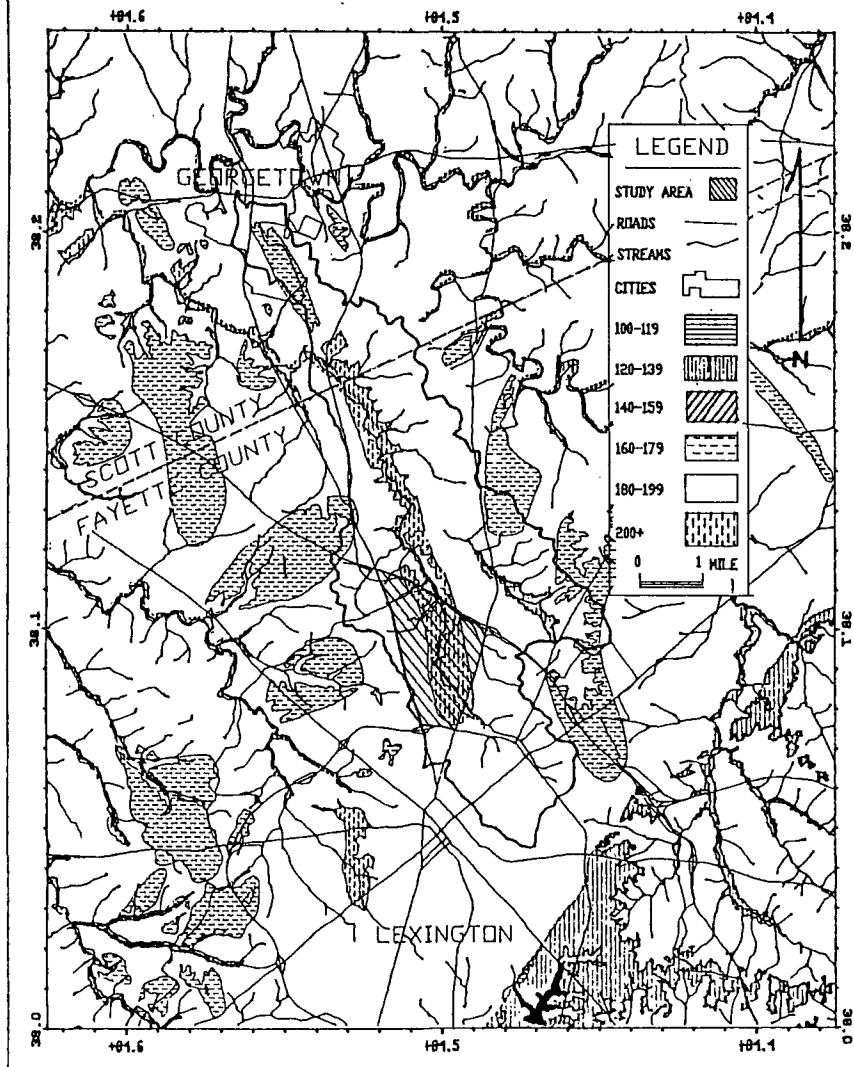 +84.6 +84.5 +84.4
GEORGETOWN
38.2
38.2
LEGEND
STUDY AREA
ROADS
STREAMS
CITIES
100-119
120-139
140-159
160-179
180-199
200+
0 1 MILE
N
SCOTT COUNTY
FAYETT COUNTY
38.1
38.1
LEXINGTON
38.0
38.0
+84.6 +84.5 +84.4